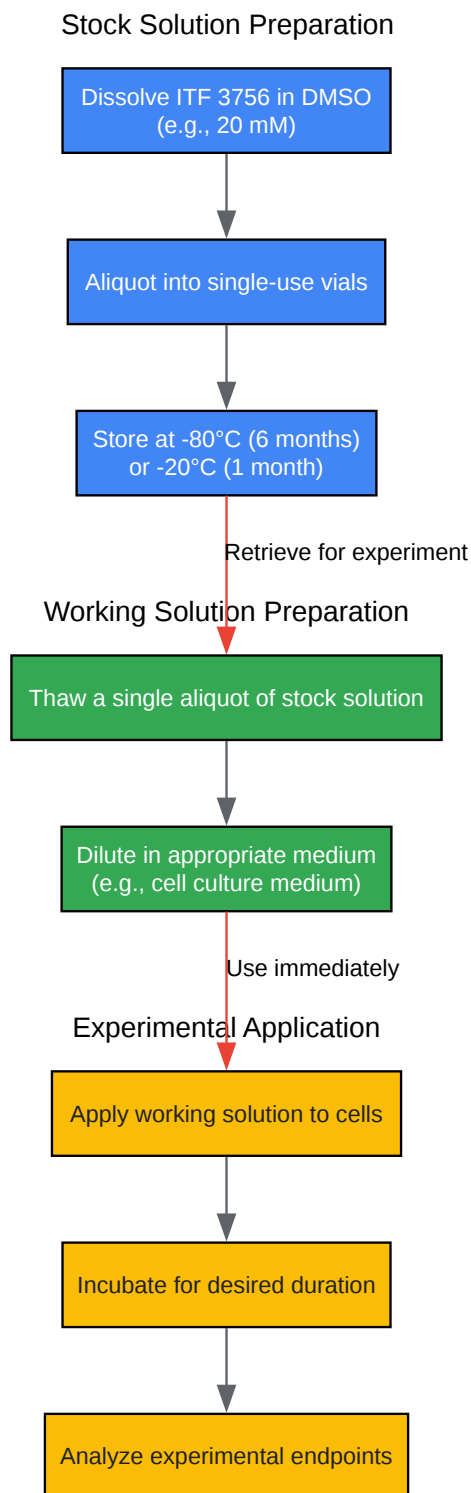 Stock Solution Preparation
Dissolve ITF 3756 in DMSO
(e.g., 20 mM)
Aliquot into single-use vials
Store at -80°C (6 months)
or -20°C (1 month)
Retrieve for experiment
Working Solution Preparation
Thaw a single aliquot of stock solution
Dilute in appropriate medium
(e.g., cell culture medium)
Use immediately
Experimental Application
Apply working solution to cells
Incubate for desired duration
Analyze experimental endpoints